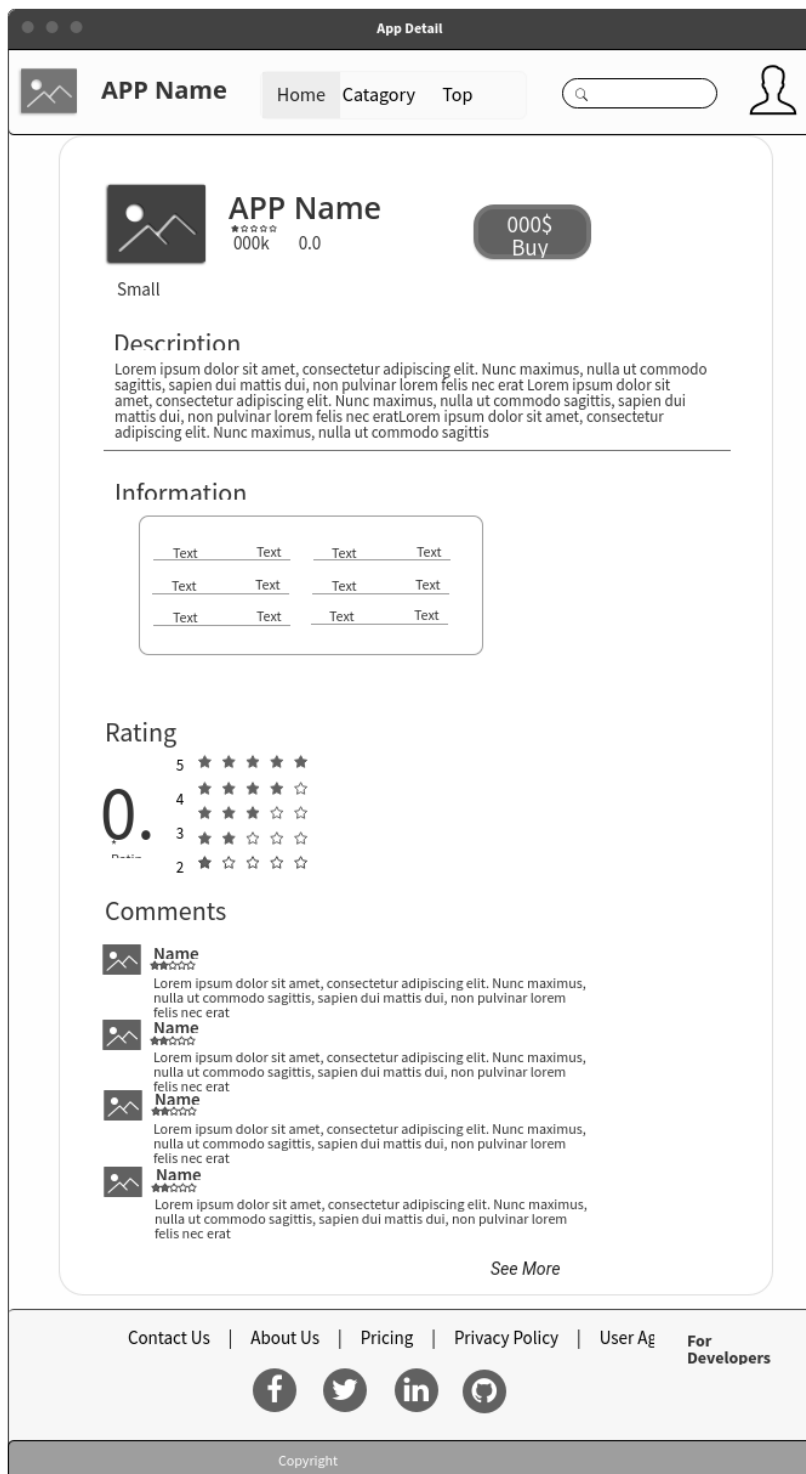 App Detail
APP Name
Home Catagory Top
APP Name
000k 0.0
000$
Buy
Small
Description
Lorem ipsum dolor sit amet, consectetur adipiscing elit. Nunc maximus, nulla ut commodo
sagittis, sapien dui mattis dui, non pulvinar lorem felis nec erat Lorem ipsum dolor sit
amet, consectetur adipiscing elit. Nunc maximus, nulla ut commodo sagittis, sapien dui
mattis dui, non pulvinar lorem felis nec eratLorem ipsum dolor sit amet, consectetur
adipiscing elit. Nunc maximus, nulla ut commodo sagittis
Information
Text Text Text Text
Text Text Text Text
Text Text Text Text
Rating
0.
5
4
3
2
Comments
Name
Lorem ipsum dolor sit amet, consectetur adipiscing elit. Nunc maximus,
nulla ut commodo sagittis, sapien dui mattis dui, non pulvinar lorem
felis nec erat
Name
Lorem ipsum dolor sit amet, consectetur adipiscing elit. Nunc maximus,
nulla ut commodo sagittis, sapien dui mattis dui, non pulvinar lorem
felis nec erat
Name
Lorem ipsum dolor sit amet, consectetur adipiscing elit. Nunc maximus,
nulla ut commodo sagittis, sapien dui mattis dui, non pulvinar lorem
felis nec erat
Name
Lorem ipsum dolor sit amet, consectetur adipiscing elit. Nunc maximus,
nulla ut commodo sagittis, sapien dui mattis dui, non pulvinar lorem
felis nec erat
See More
Contact Us | About Us | Pricing | Privacy Policy | User Ag
For
Developers
Copyright